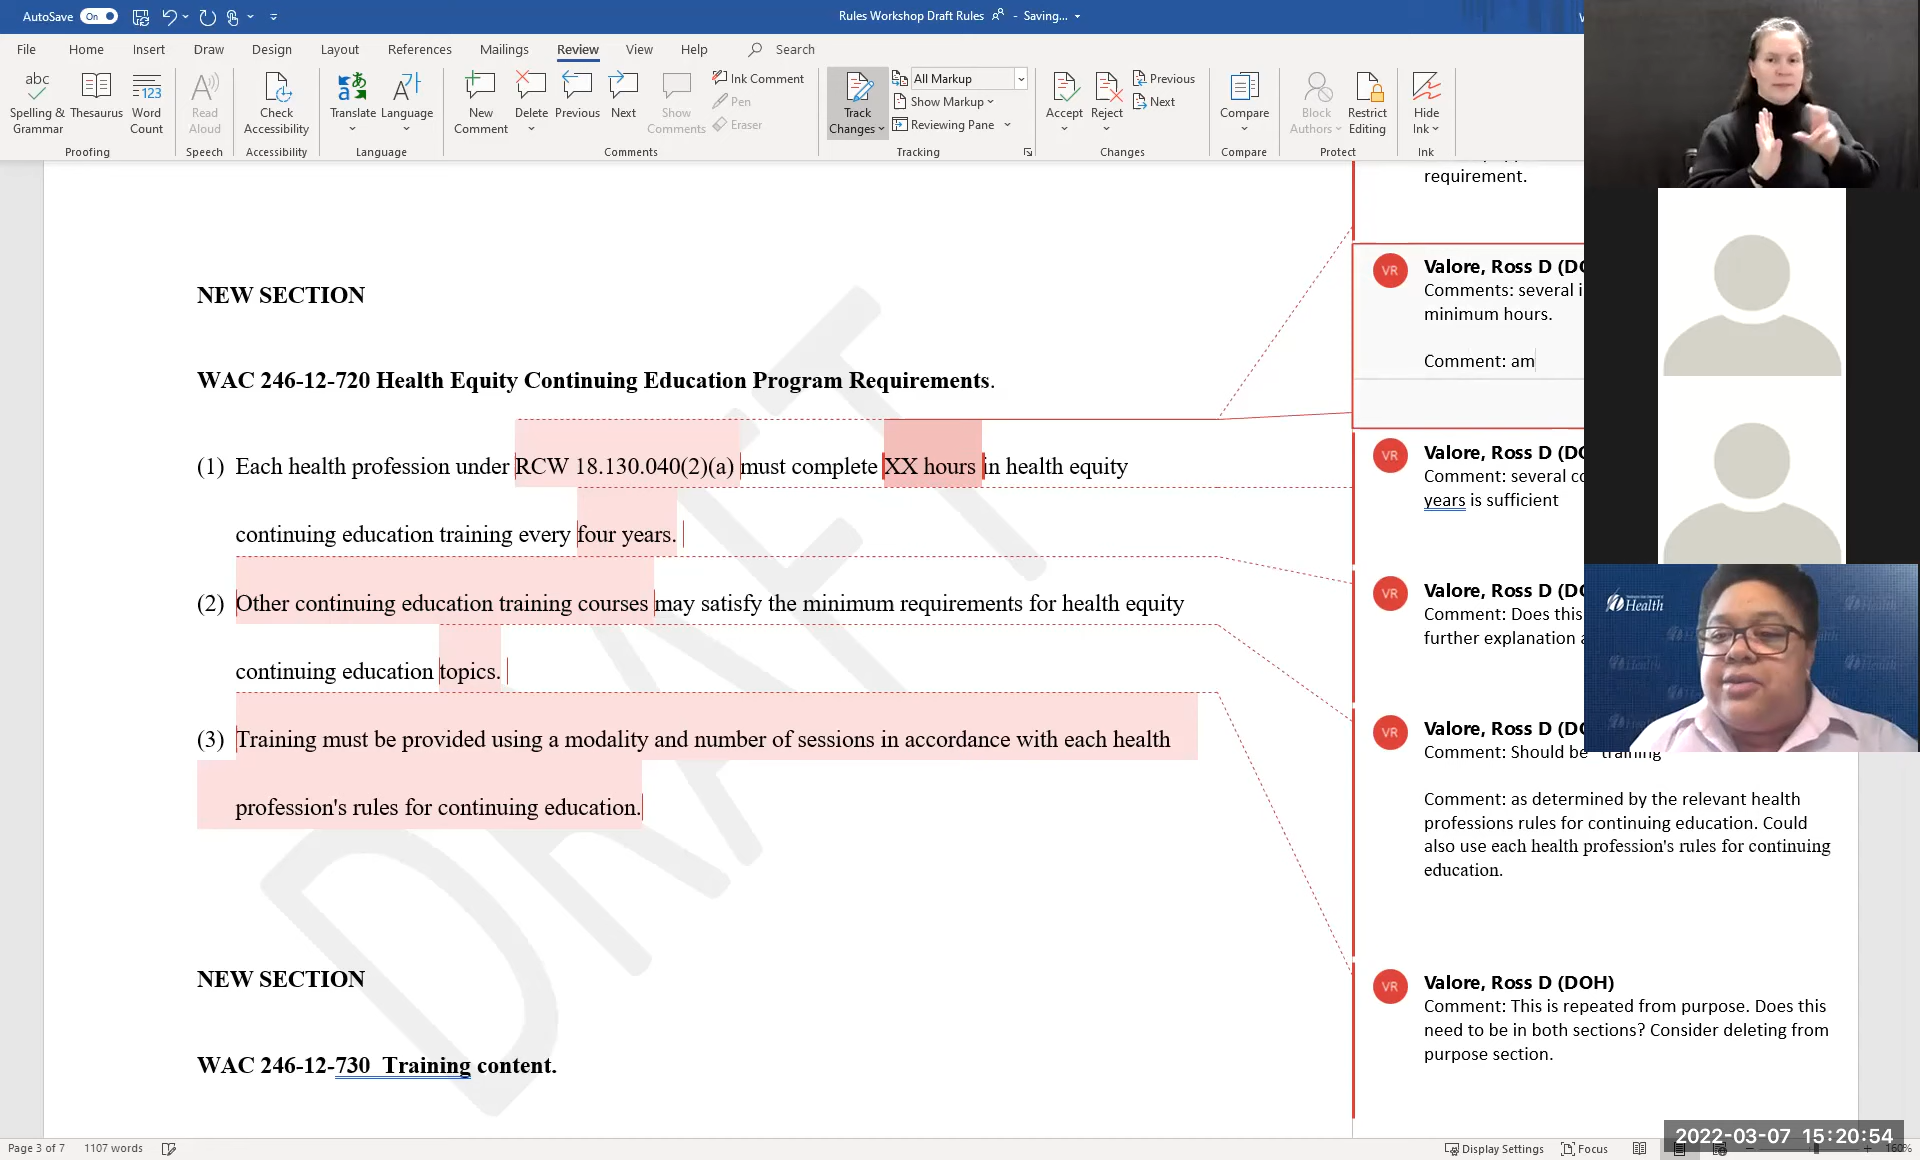 AutoSave On Rules Workshop Draft Rules - Saving...
File Home Insert Draw Design Layout References Mailings Review View Help Search
abc
Spelling & Grammar
Thesaurus
123
Word Count
Proofing
Read Aloud
Speech
Check Accessibility
Accessibility
Translate
Language
Language
New Comment
Delete
Previous
Next
Show Comments
Ink Comment
Pen
Eraser
Comments
Track Changes
All Markup
Show Markup
Reviewing Pane
Tracking
Accept
Reject
Previous
Next
Changes
Compare
Compare
Block Authors
Restrict Editing
Protect
Hide Ink
Ink
DRAFT
NEW SECTION
WAC 246-12-720 Health Equity Continuing Education Program Requirements.
(1) Each health profession under RCW 18.130.040(2)(a) must complete XX hours in health equity
continuing education training every four years.
(2) Other continuing education training courses may satisfy the minimum requirements for health equity
continuing education topics.
(3) Training must be provided using a modality and number of sessions in accordance with each health
profession's rules for continuing education.
NEW SECTION
WAC 246-12-730 Training content.
requirement.
VR
Valore, Ross D (DO
Comments: several i
minimum hours.
Comment: am
VR
Valore, Ross D (DO
Comment: several co
years is sufficient
VR
Valore, Ross D (DO
Comment: Does this
further explanation a
VR
Valore, Ross D (DO
Comment: Should be "training
Comment: as determined by the relevant health
professions rules for continuing education. Could
also use each health profession's rules for continuing
education.
VR
Valore, Ross D (DOH)
Comment: This is repeated from purpose. Does this
need to be in both sections? Consider deleting from
purpose section.
Health
Page 3 of 7 1107 words
Display Settings Focus
160%
2022-03-07 15:20:54